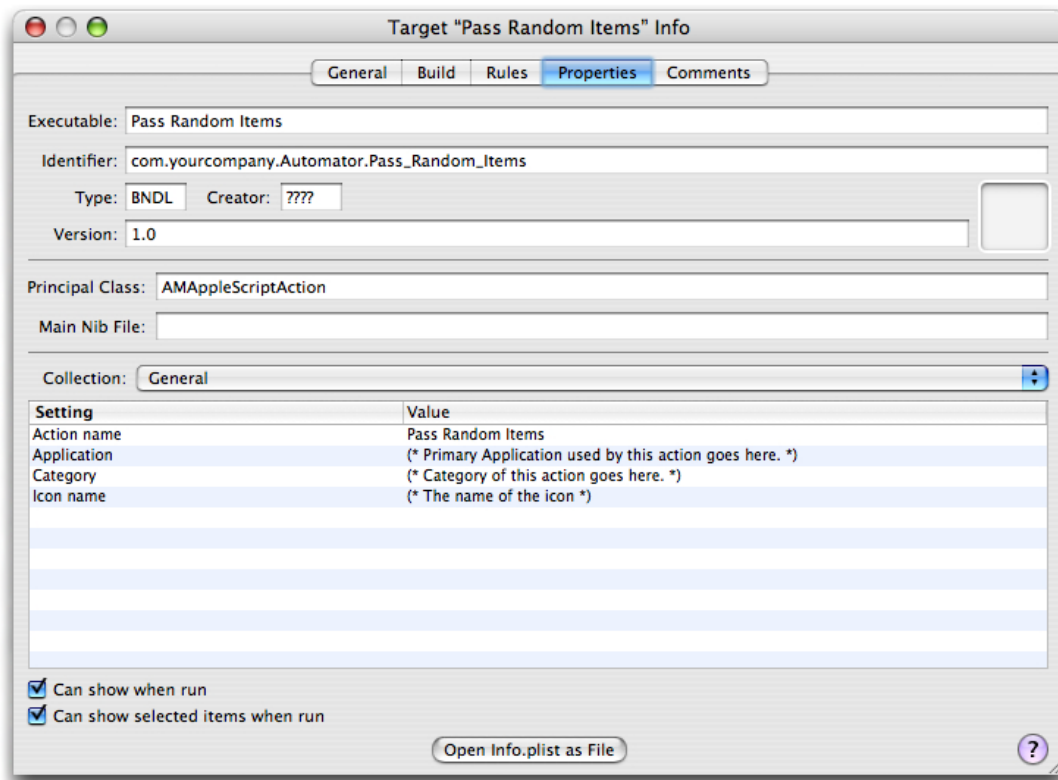 Target “Pass Random Items” Info
General Build Rules Properties Comments
Executable: Pass Random Items
Identifier: com.yourcompany.Automator.Pass_Random_Items
Type: BNDL Creator: ????
Version: 1.0
Principal Class: AMAppleScriptAction
Main Nib File:
Collection: General
Setting Value
Action name Pass Random Items
Application (* Primary Application used by this action goes here. *)
Category (* Category of this action goes here. *)
Icon name (* The name of the icon *)
Can show when run
Can show selected items when run
Open Info.plist as File ?